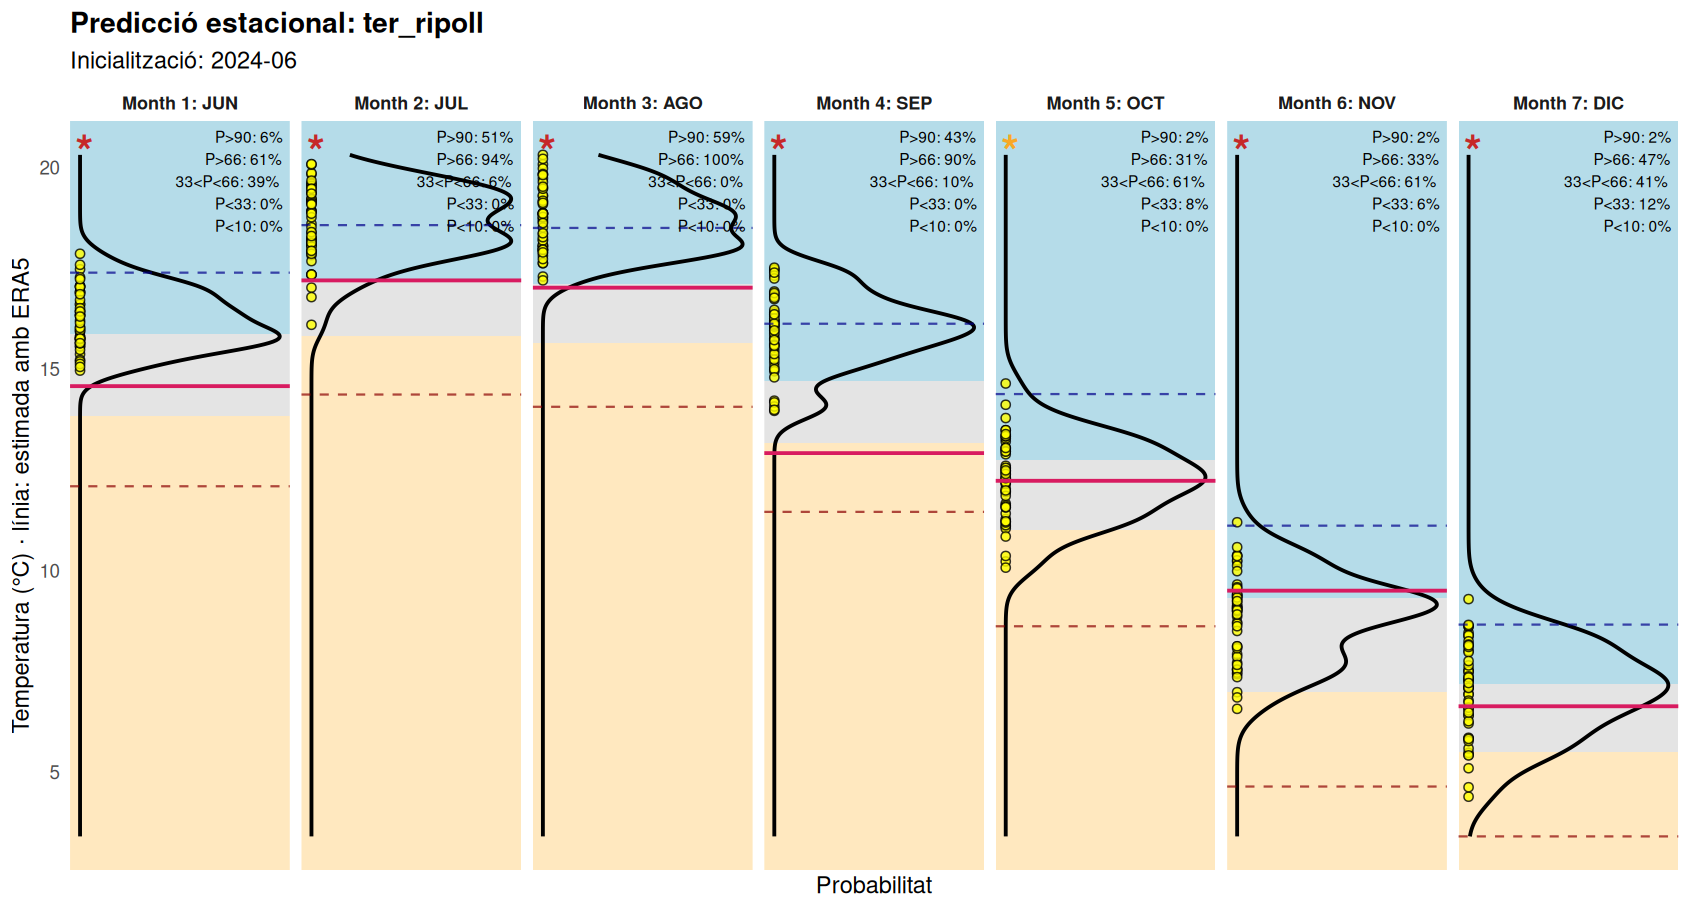 Predicció estacional: ter_ripoll
Inicialització: 2024-06
Month 1: JUN
Month 2: JUL
Month 3: AGO
Month 4: SEP
Month 5: OCT
Month 6: NOV
Month 7: DIC
*
P>90: 6%
P>66: 61%
33<P<66: 39%
P<33: 0%
P<10: 0%
*
P>90: 51%
P>66: 94%
33<P<66: 6%
P<33: 0%
P<10: 0%
*
P>90: 59%
P>66: 100%
33<P<66: 0%
P<33: 0%
P<10: 0%
*
P>90: 43%
P>66: 90%
33<P<66: 10%
P<33: 0%
P<10: 0%
*
P>90: 2%
P>66: 31%
33<P<66: 61%
P<33: 8%
P<10: 0%
*
P>90: 2%
P>66: 33%
33<P<66: 61%
P<33: 6%
P<10: 0%
*
P>90: 2%
P>66: 47%
33<P<66: 41%
P<33: 12%
P<10: 0%
20
15
10
5
Temperatura (°C) · línia: estimada amb ERA5
Probabilitat